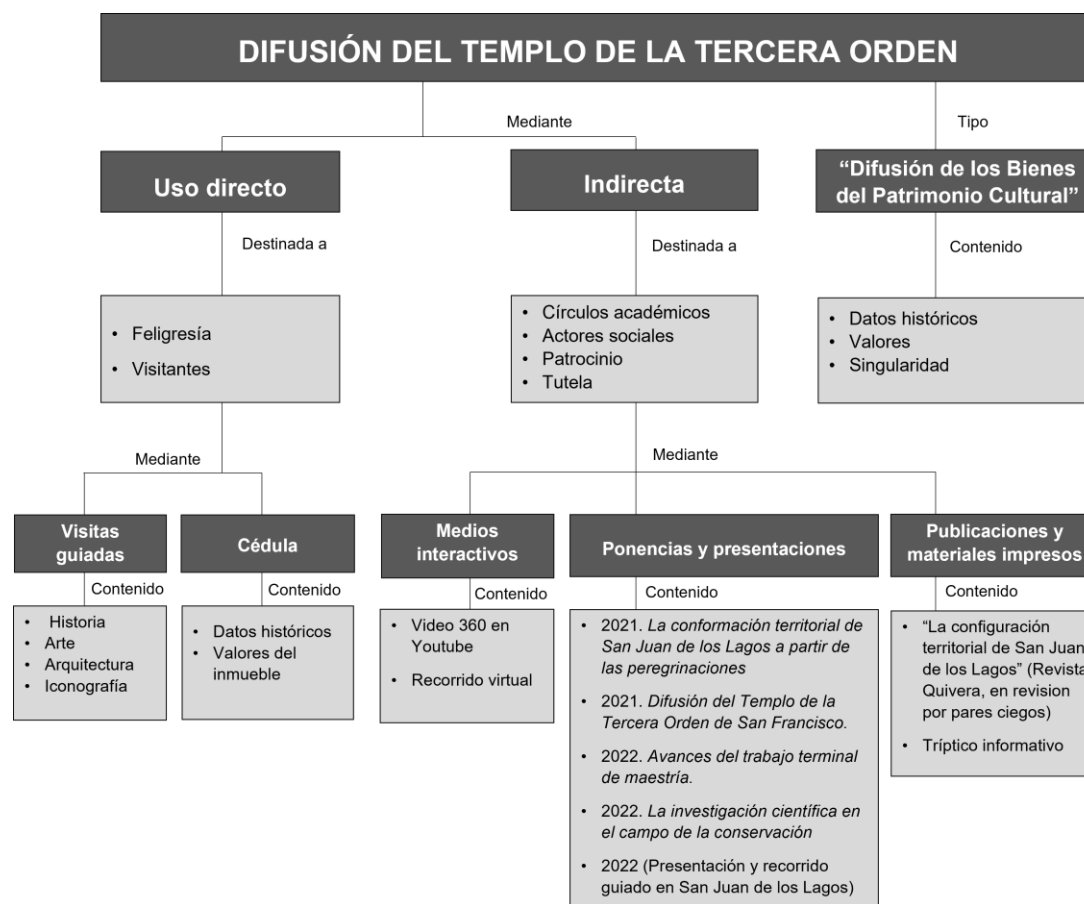 DIFUSIÓN DEL TEMPLO DE LA TERCERA ORDEN
Mediante
Tipo
Uso directo
Indirecta
“Difusión de los Bienes
del Patrimonio Cultural”
Destinada a
Destinada a
Contenido
• Feligresía
• Visitantes
• Círculos académicos
• Actores sociales
• Patrocinio
• Tutela
• Datos históricos
• Valores
• Singularidad
Mediante
Mediante
Visitas
guiadas
Cédula
Medios
interactivos
Ponencias y presentaciones
Publicaciones y
materiales impresos
Contenido
Contenido
Contenido
Contenido
Contenido
• Historia
• Arte
• Arquitectura
• Iconografía
• Datos históricos
• Valores del
inmueble
• Video 360 en
Youtube
• Recorrido virtual
• 2021. La conformación territorial de
San Juan de los Lagos a partir de
las peregrinaciones
• 2021. Difusión del Templo de la
Tercera Orden de San Francisco.
• 2022. Avances del trabajo terminal
de maestría.
• 2022. La investigación científica en
el campo de la conservación
• 2022 (Presentación y recorrido
guiado en San Juan de los Lagos)
• “La configuración
territorial de San Juan
de los Lagos” (Revista
Quivera, en revision
por pares ciegos)
• Tríptico informativo